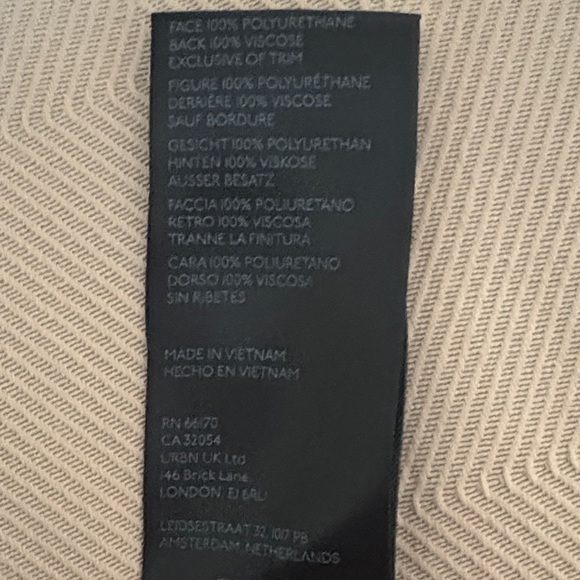 FACE 100% POLYURETHANE
BACK 100% VISCOSE
EXCLUSIVE OF TRIM
FIGURE 100% POLYURÉTHANE
DERRIÈRE 100% VISCOSE
SAUF BORDURE
GESICHT 100% POLYURETHAN
HINTEN 100% VISKOSE
AUSSER BESATZ
FACCIA 100% POLIURETANO
RETRO 100% VISCOSA
TRANNE LA FINITURA
CARA 100% POLIURETANO
DORSO 100% VISCOSA
SIN RIBETES
MADE IN VIETNAM
HECHO EN VIETNAM
RN 66170
CA 32054
URBN UK Ltd
146 Brick Lane
LONDON E1 6RU
LEIDSESTRAAT 32, 1017 PB
AMSTERDAM, NETHERLANDS